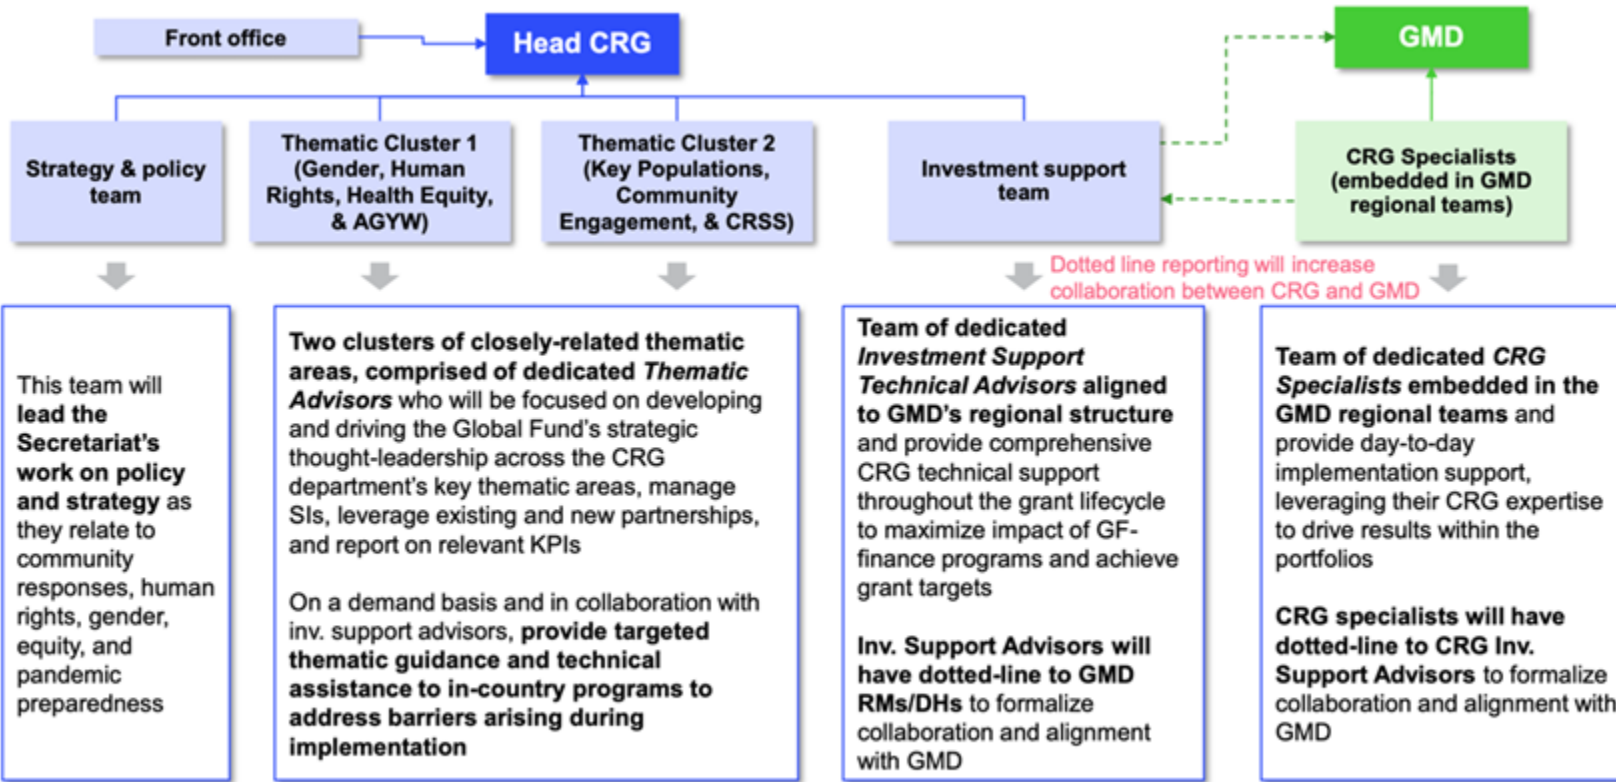 Front office
Head CRG
GMD
Strategy & policy
team
Thematic Cluster 1
(Gender, Human
Rights, Health Equity,
& AGYW)
Thematic Cluster 2
(Key Populations,
Community
Engagement, & CRSS)
Investment support
team
CRG Specialists
(embedded in GMD
regional teams)
Dotted line reporting will increase
collaboration between CRG and GMD
This team will
lead the
Secretariat's
work on policy
and strategy as
they relate to
community
responses, human
rights, gender,
equity, and
pandemic
preparedness
Two clusters of closely-related thematic
areas, comprised of dedicated Thematic
Advisors who will be focused on developing
and driving the Global Fund's strategic
thought-leadership across the CRG
department's key thematic areas, manage
SIs, leverage existing and new partnerships,
and report on relevant KPIs
On a demand basis and in collaboration with
inv. support advisors, provide targeted
thematic guidance and technical
assistance to in-country programs to
address barriers arising during
implementation
Team of dedicated
Investment Support
Technical Advisors aligned
to GMD's regional structure
and provide comprehensive
CRG technical support
throughout the grant lifecycle
to maximize impact of GF-
finance programs and achieve
grant targets
Inv. Support Advisors will
have dotted-line to GMD
RMs/DHs to formalize
collaboration and alignment
with GMD
Team of dedicated CRG
Specialists embedded in the
GMD regional teams and
provide day-to-day
implementation support,
leveraging their CRG expertise
to drive results within the
portfolios
CRG specialists will have
dotted-line to CRG Inv.
Support Advisors to formalize
collaboration and alignment with
GMD